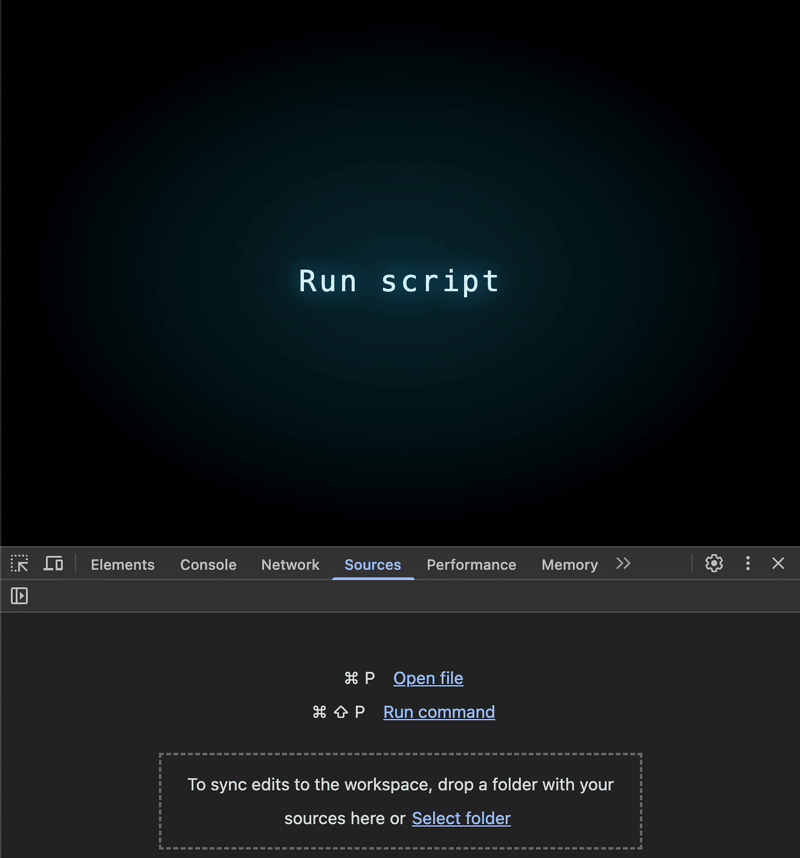 Run script
Elements Console Network Sources Performance Memory
⌘ P Open file
⌘ ⇧ P Run command
To sync edits to the workspace, drop a folder with your
sources here or Select folder